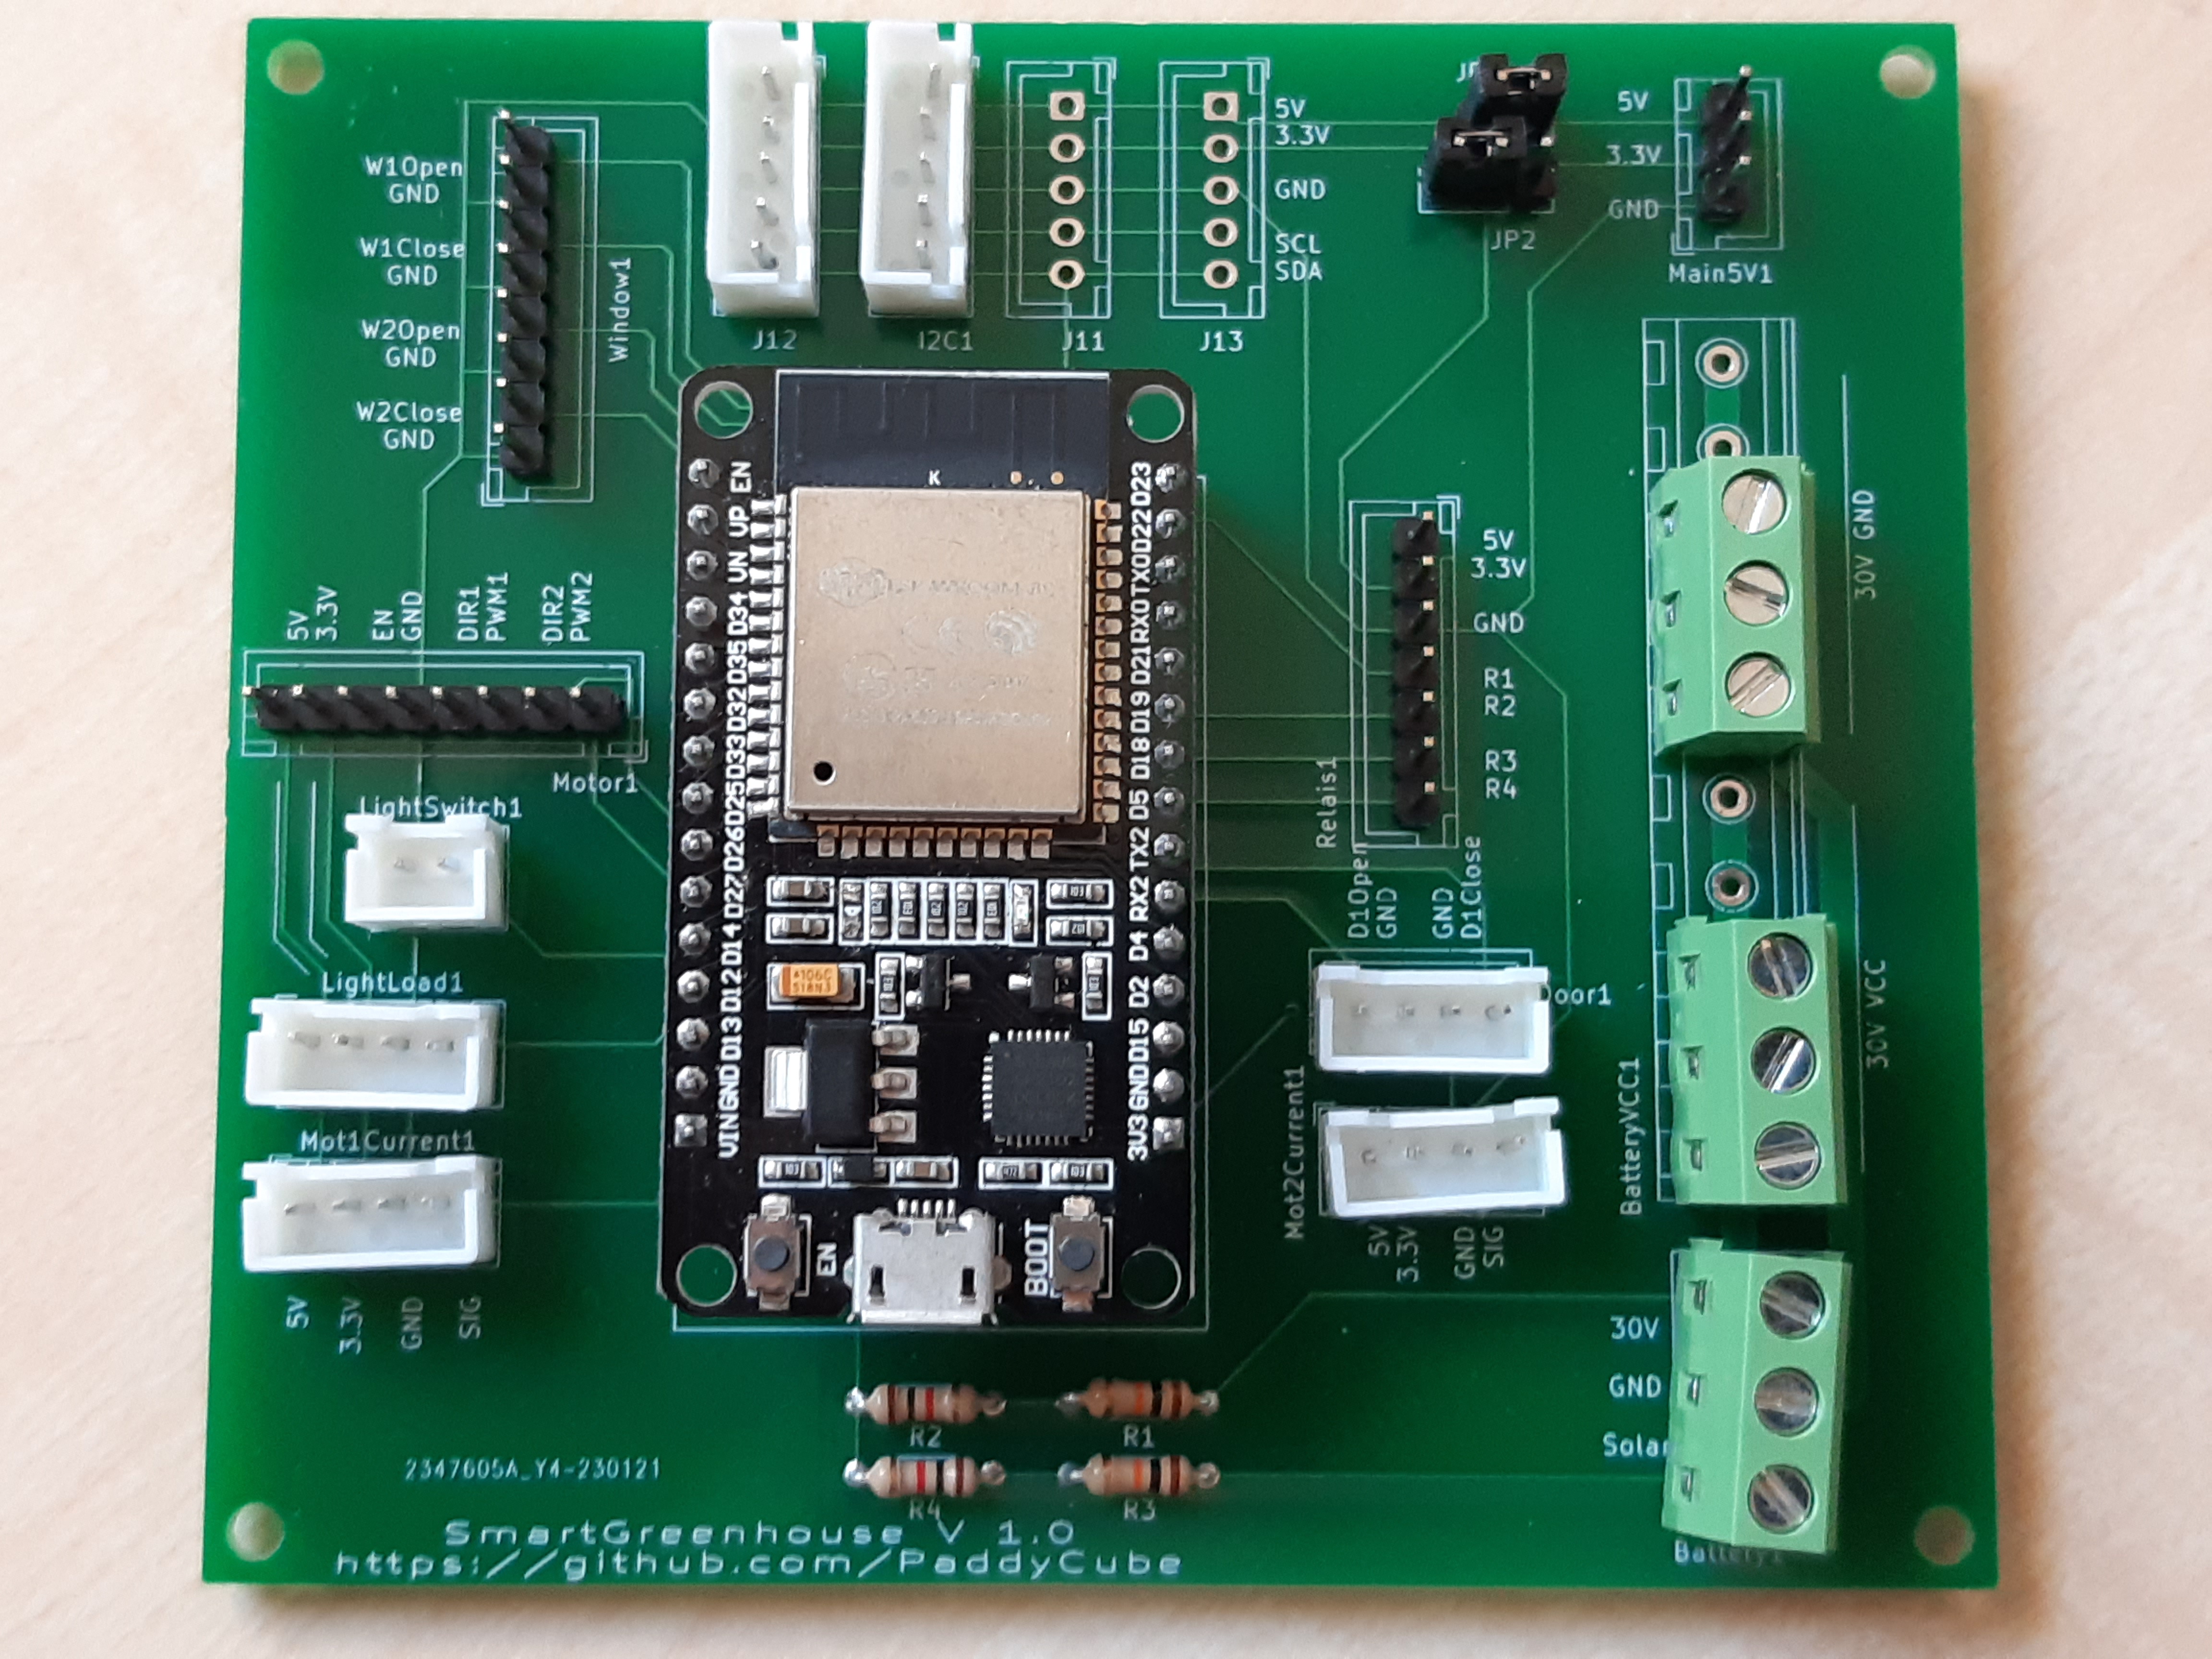 https://github.com/PaddyCube
SmartGreenhouse V 1.0
2347605A_Y4-230121
R3
R4
R1
R2
Solar
GND
30V
BatteryVCC1
30V VCC
30V GND
SIG
GND
3.3V
5V
Mot2Current1
D1Close
GND
GND
D1Open
Relais1
R4
R3
R2
R1
GND
3.3V
5V
BOOT
EN
3V3
GND
D15
D2
D4
RX2
TX2
D5
D18
D19
D21
RX0
TX0
D22
D23
VIN
GND
D13
D12
D14
D27
D26
D25
D33
D32
D35
D34
VN
VP
EN
SIG
GND
3.3V
5V
Mot1Current1
LightLoad1
LightSwitch1
Motor1
PWM2
DIR2
PWM1
DIR1
GND
EN
3.3V
5V
Window1
GND
W2Close
GND
W2Open
GND
W1Close
GND
W1Open
J13
J11
I2C1
J12
SDA
SCL
GND
3.3V
5V
Main5V1
GND
3.3V
5V
JP2